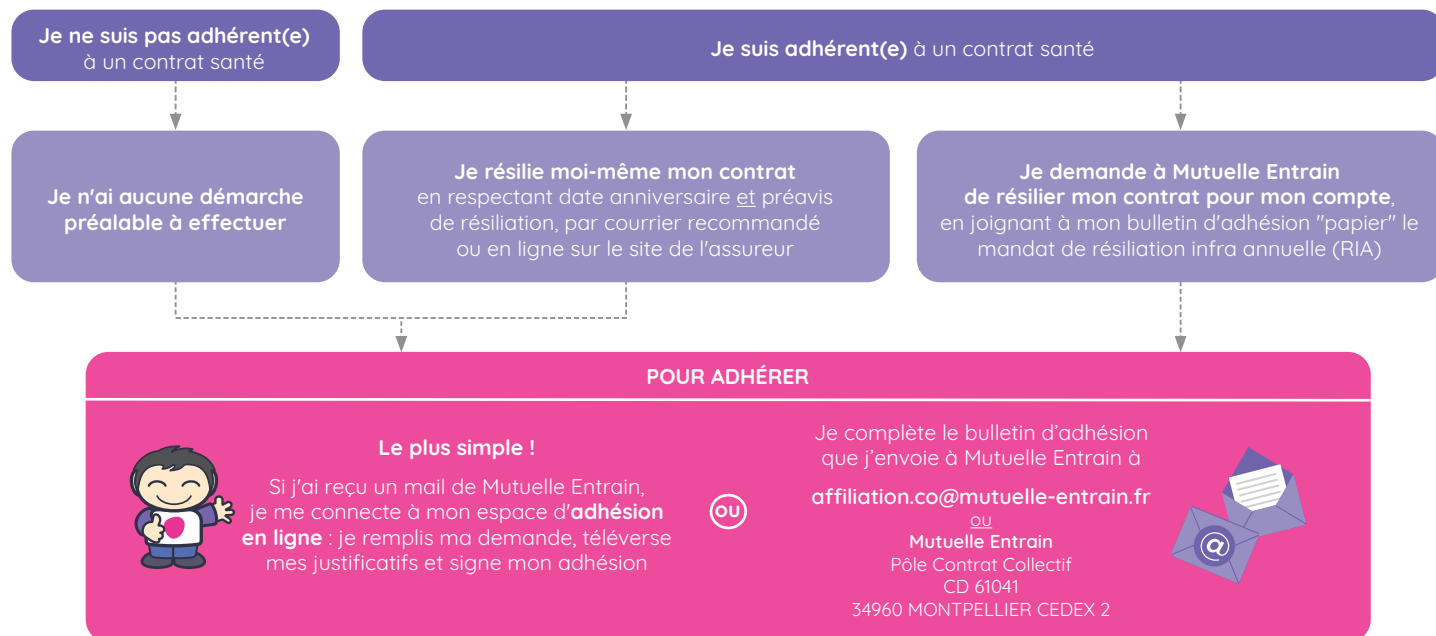 Je ne suis pas adhérent(e)
à un contrat santé
Je suis adhérent(e) à un contrat santé
Je n'ai aucune démarche
préalable à effectuer
Je résilie moi-même mon contrat
en respectant date anniversaire et préavis
de résiliation, par courrier recommandé
ou en ligne sur le site de l'assureur
Je demande à Mutuelle Entrain
de résilier mon contrat pour mon compte,
en joignant à mon bulletin d'adhésion "papier" le
mandat de résiliation infra annuelle (RIA)
POUR ADHÉRER
Le plus simple !
Si j'ai reçu un mail de Mutuelle Entrain,
je me connecte à mon espace d'adhésion
en ligne : je remplis ma demande, téléverse
mes justificatifs et signe mon adhésion
OU
Je complète le bulletin d’adhésion
que j’envoie à Mutuelle Entrain à
affiliation.co@mutuelle-entrain.fr
OU
Mutuelle Entrain
Pôle Contrat Collectif
CD 61041
34960 MONTPELLIER CEDEX 2
@